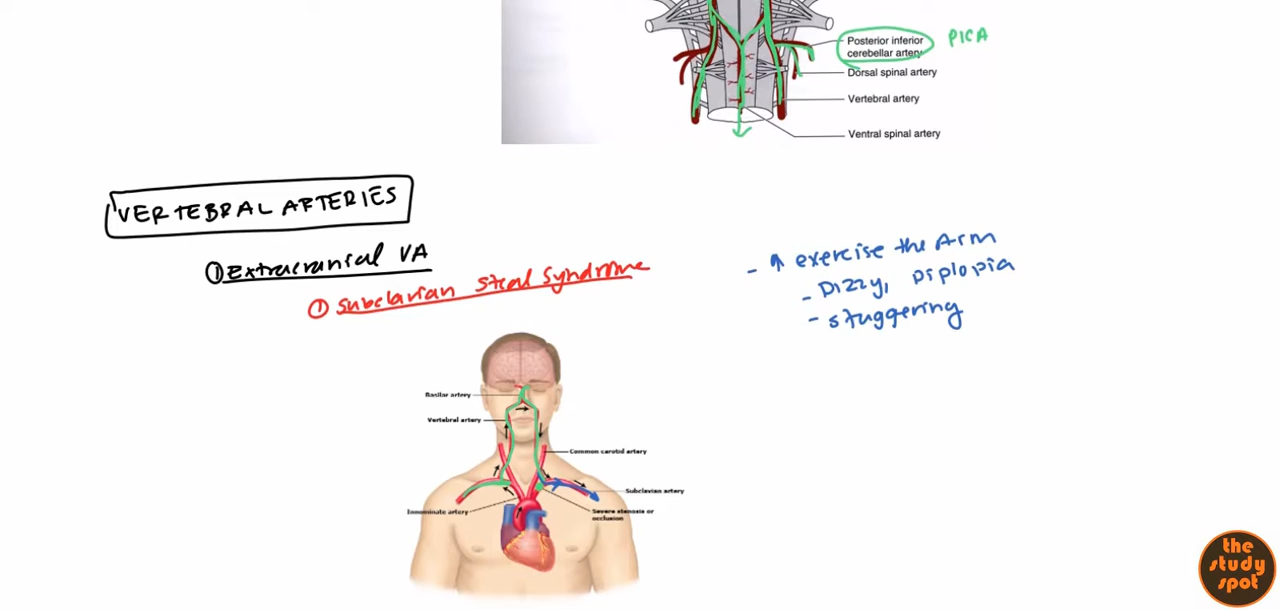 Posterior inferior
cerebellar artery
PICA
Dorsal spinal artery
Vertebral artery
Ventral spinal artery
VERTEBRAL ARTERIES
① Extracranial VA
① Subclavian Steal Syndrome
- ↑ exercise the Arm
- Dizzy, Diplopia
- stuggering
Basilar artery
Vertebral artery
Common carotid artery
Subclavian artery
Innominate artery
Severe stenosis or
occlusion
the
study
spot